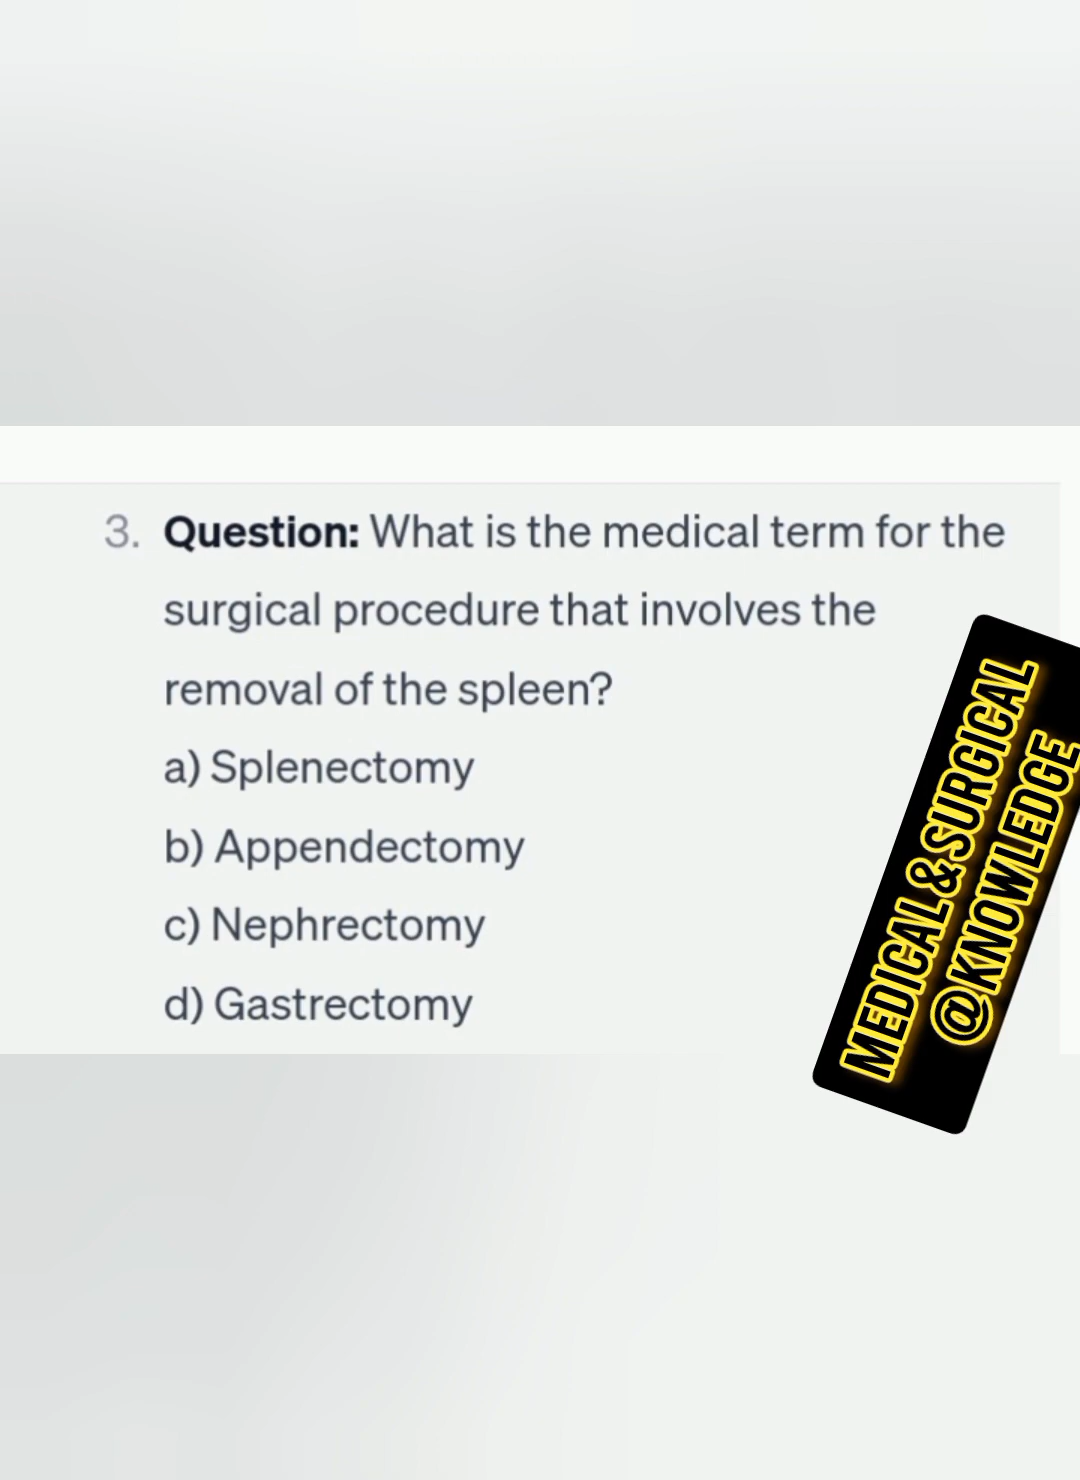 3. Question: What is the medical term for the
surgical procedure that involves the
removal of the spleen?
a) Splenectomy
b) Appendectomy
c) Nephrectomy
d) Gastrectomy
MEDICAL & SURGICAL
@KNOWLEDGE